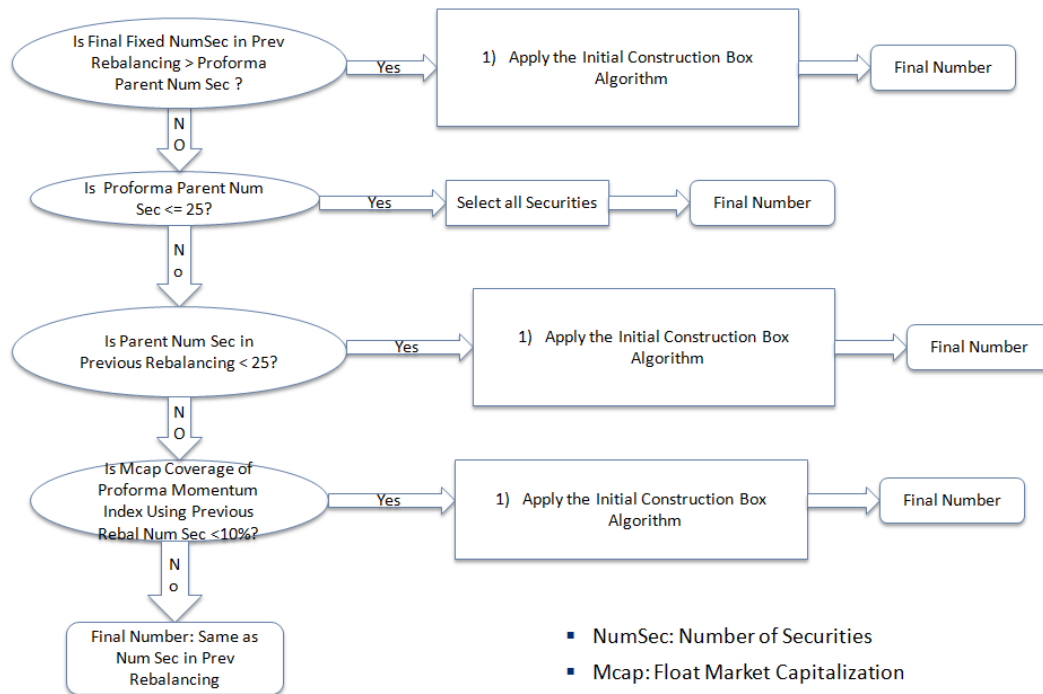 Is Final Fixed NumSec in Prev
Rebalancing > Proforma
Parent Num Sec ?
Yes
1) Apply the Initial Construction Box
Algorithm
Final Number
N
O
Is Proforma Parent Num
Sec <= 25?
Yes
Select all Securities
Final Number
N
o
Is Parent Num Sec in
Previous Rebalancing < 25?
Yes
1) Apply the Initial Construction Box
Algorithm
Final Number
N
O
Is Mcap Coverage of
Proforma Momentum
Index Using Previous
Rebal Num Sec <10%?
Yes
1) Apply the Initial Construction Box
Algorithm
Final Number
N
o
Final Number: Same as
Num Sec in Prev
Rebalancing
▪ NumSec: Number of Securities
▪ Mcap: Float Market Capitalization